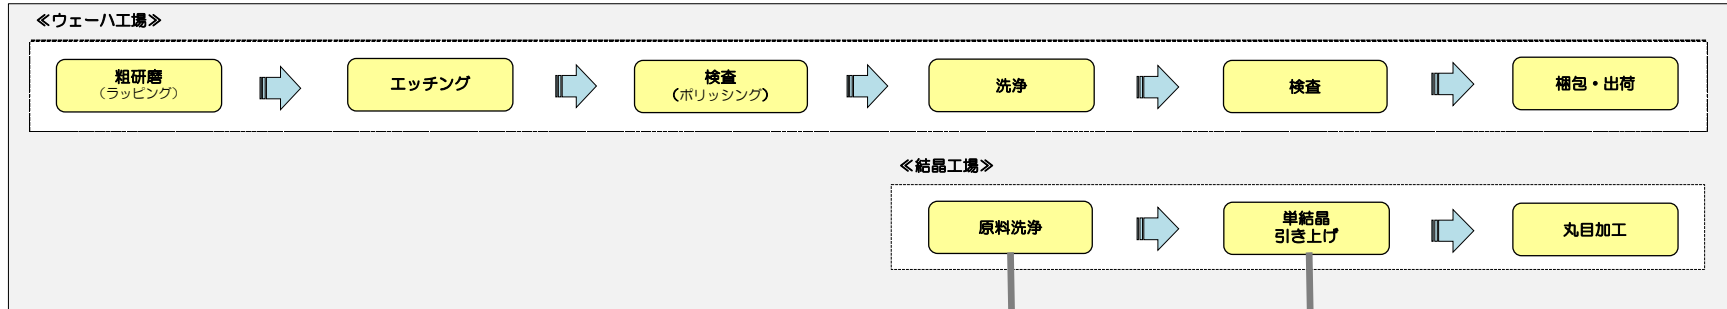 ≪ウェーハ工場≫
粗研磨
（ラッピング）
エッチング
検査
(ポリッシング)
洗浄
検査
梱包・出荷
≪結晶工場≫
原料洗浄
単結晶
引き上げ
丸目加工